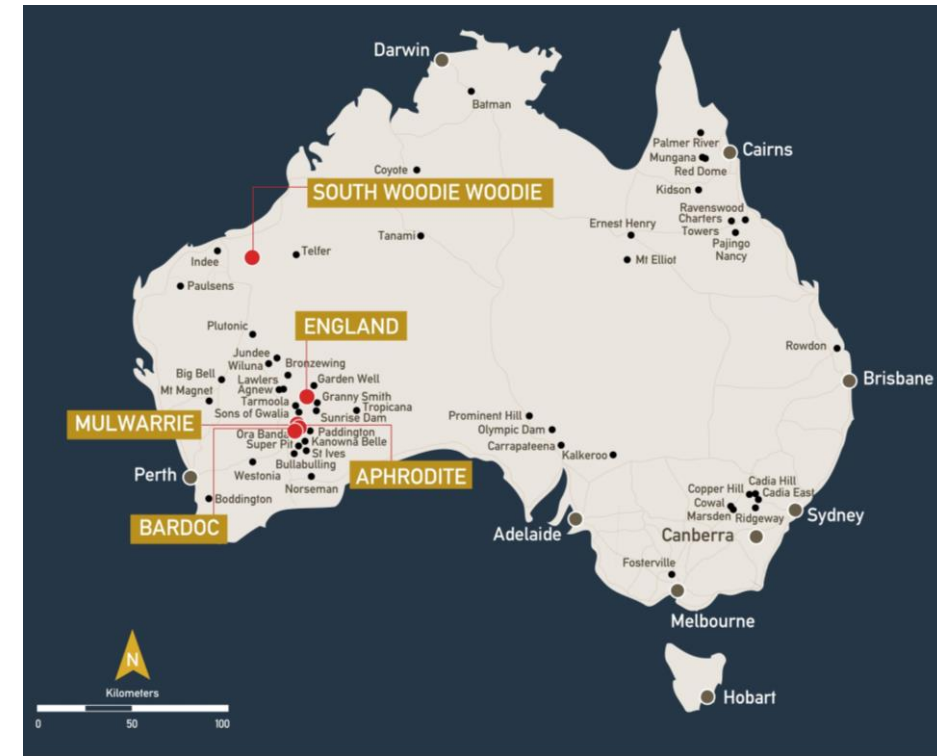 Darwin
Batman
Cairns
Palmer River
Mungana
Red Dome
Coyote
SOUTH WOODIE WOODIE
Kidson
Ravenswood
Charters
Towers
Pajingo
Nancy
Ernest Henry
Tanami
Telfer
Indee
Mt Elliot
Paulsens
Plutonic
ENGLAND
Rowdon
Jundee
Wiluna
Bronzewing
Big Bell
Lawlers
Garden Well
Brisbane
Mt Magnet
Agnew
Granny Smith
Tarmoola
Tropicana
Sons of Gwalia
Sunrise Dam
Prominent Hill
MULWARRIE
Ora Banda
Paddington
Olympic Dam
Super Pit
Kanowna Belle
Carrapateena
St Ives
Kalkeroo
Bullabulling
APHRODITE
Perth
Westonia
Norseman
Cadia Hill
Copper Hill
Cadia East
Boddington
Cowal
Marsden
Ridgeway
Sydney
BARDOC
Adelaide
Canberra
Fosterville
Melbourne
N
Kilometers
Hobart
0 50 100